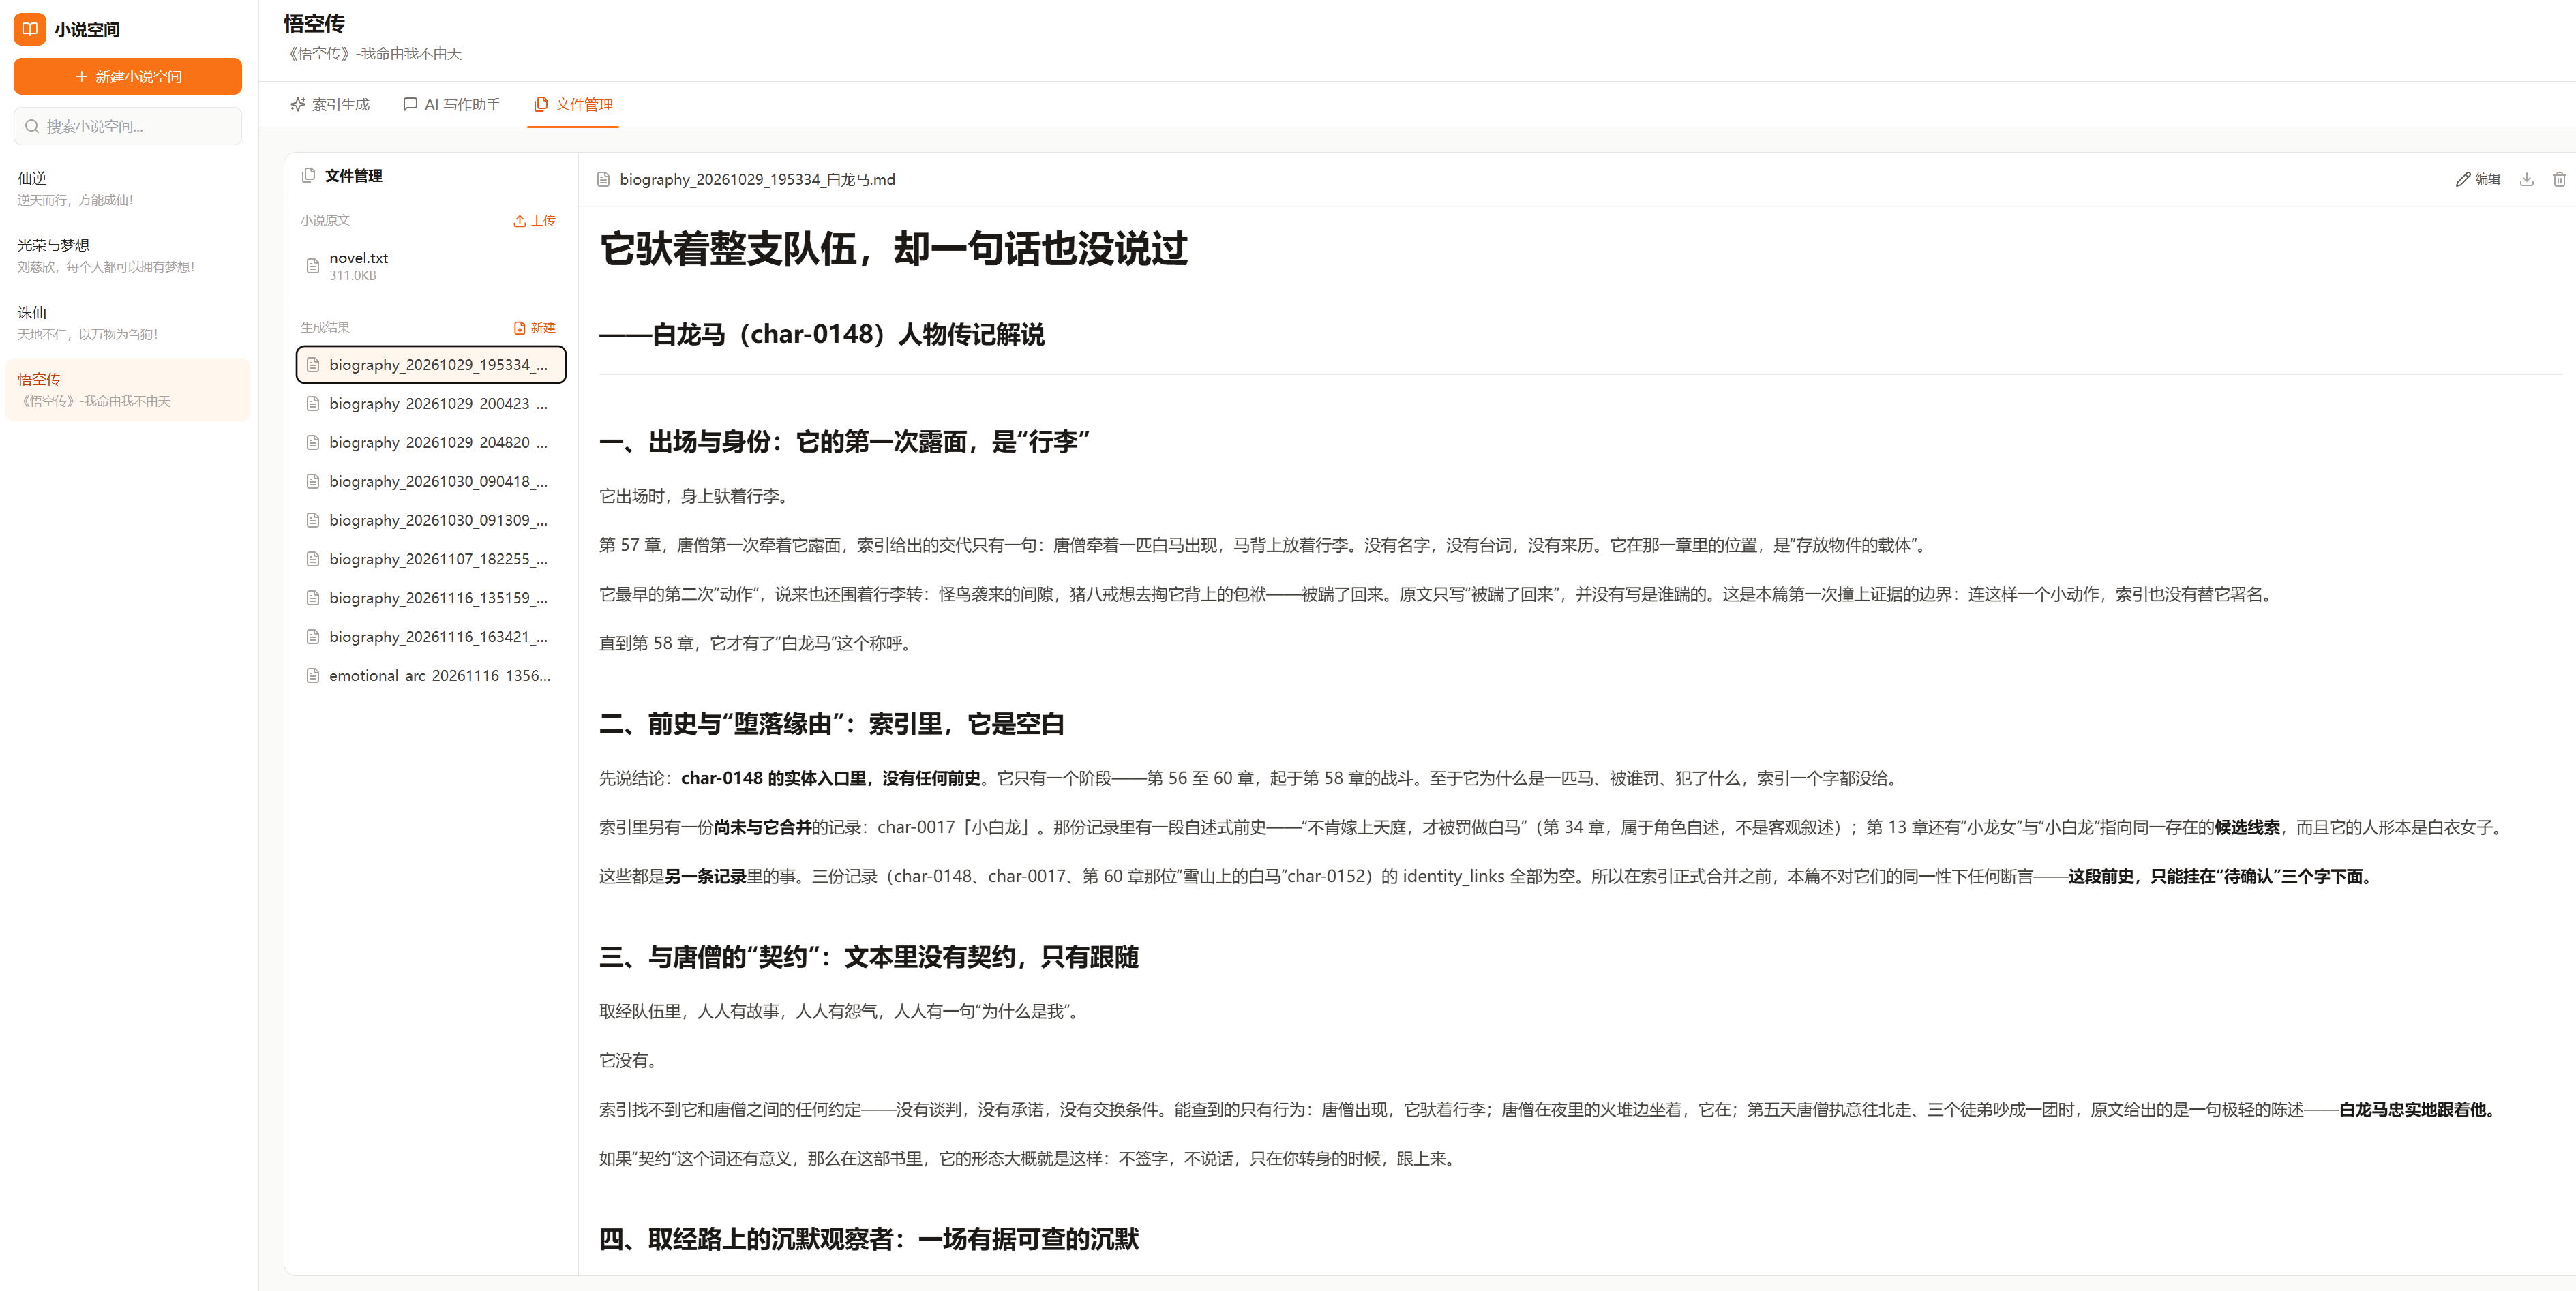 小说空间
+ 新建小说空间
搜索小说空间...
仙逆
逆天而行，方能成仙！
光荣与梦想
刘慈欣，每个人都可以拥有梦想！
诛仙
天地不仁，以万物为刍狗！
悟空传
《悟空传》-我命由我不由天
悟空传
《悟空传》-我命由我不由天
索引生成
AI 写作助手
文件管理
文件管理
小说原文
上传
novel.txt
311.0KB
生成结果
新建
biography_20261029_195334_...
biography_20261029_200423_...
biography_20261029_204820_...
biography_20261030_090418_...
biography_20261030_091309_...
biography_20261107_182255_...
biography_20261116_135159_...
biography_20261116_163421_...
emotional_arc_20261116_1356...
biography_20261029_195334_白龙马.md
编辑
它驮着整支队伍，却一句话也没说过
——白龙马（char-0148）人物传记解说
一、出场与身份：它的第一次露面，是“行李”
它出场时，身上驮着行李。
第 57 章，唐僧第一次牵着它露面，索引给出的交代只有一句：唐僧牵着一匹白马出现，马背上放着行李。没有名字，没有台词，没有来历。它在那一章里的位置，是“存放物件的载体”。
它最早的第二次“动作”，说来也还围着行李转：怪鸟袭来的间隙，猪八戒想去掏它背上的包袱——被踹了回来。原文只写“被踹了回来”，并没有写是谁踹的。这是本篇第一次撞上证据的边界：连这样一个小动作，索引也没有替它署名。
直到第 58 章，它才有了“白龙马”这个称呼。
二、前史与“堕落缘由”：索引里，它是空白
先说结论：char-0148 的实体入口里，没有任何前史。它只有一个阶段——第 56 至 60 章，起于第 58 章的战斗。至于它为什么是一匹马、被谁罚、犯了什么，索引一个字都没给。
索引里另有一份尚未与它合并的记录：char-0017「小白龙」。那份记录里有一段自述式前史——“不肯嫁上天庭，才被罚做白马”（第 34 章，属于角色自述，不是客观叙述）；第 13 章还有“小龙女”与“小白龙”指向同一存在的候选线索，而且它的人形本是白衣女子。
这些都是另一条记录里的事。三份记录（char-0148、char-0017、第 60 章那位“雪山上的白马”char-0152）的 identity_links 全部为空。所以在索引正式合并之前，本篇不对它们的同一性下任何断言——这段前史，只能挂在“待确认”三个字下面。
三、与唐僧的“契约”：文本里没有契约，只有跟随
取经队伍里，人人有故事，人人有怨气，人人有一句“为什么是我”。
它没有。
索引找不到它和唐僧之间的任何约定——没有谈判，没有承诺，没有交换条件。能查到的只有行为：唐僧出现，它驮着行李；唐僧在夜里的火堆边坐着，它在；第五天唐僧执意往北走、三个徒弟吵成一团时，原文给出的是一句极轻的陈述——白龙马忠实地跟着他。
如果“契约”这个词还有意义，那么在这部书里，它的形态大概就是这样：不签字，不说话，只在你转身的时候，跟上来。
四、取经路上的沉默观察者：一场有据可查的沉默